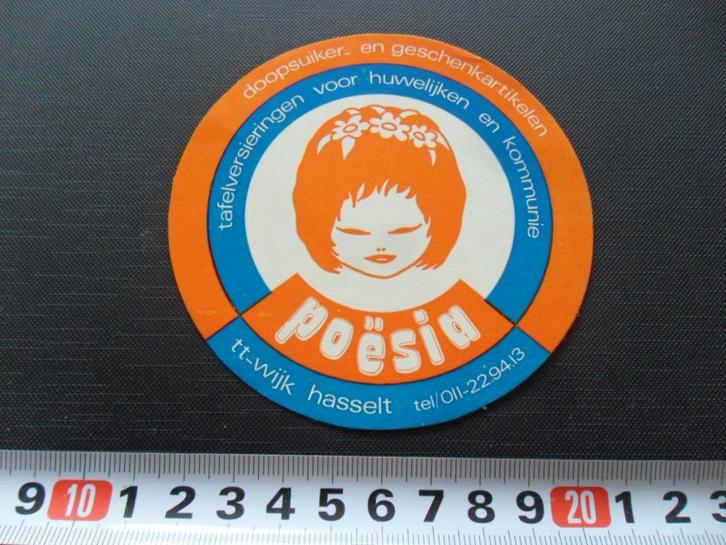 doopsuiker- en geschenkartikelen
tafelversieringen voor huwelijken en kommunie
poësia
tt-wijk hasselt tel/011-22.94.13
9 10 1 2 3 4 5 6 7 8 9 20 1 2 3